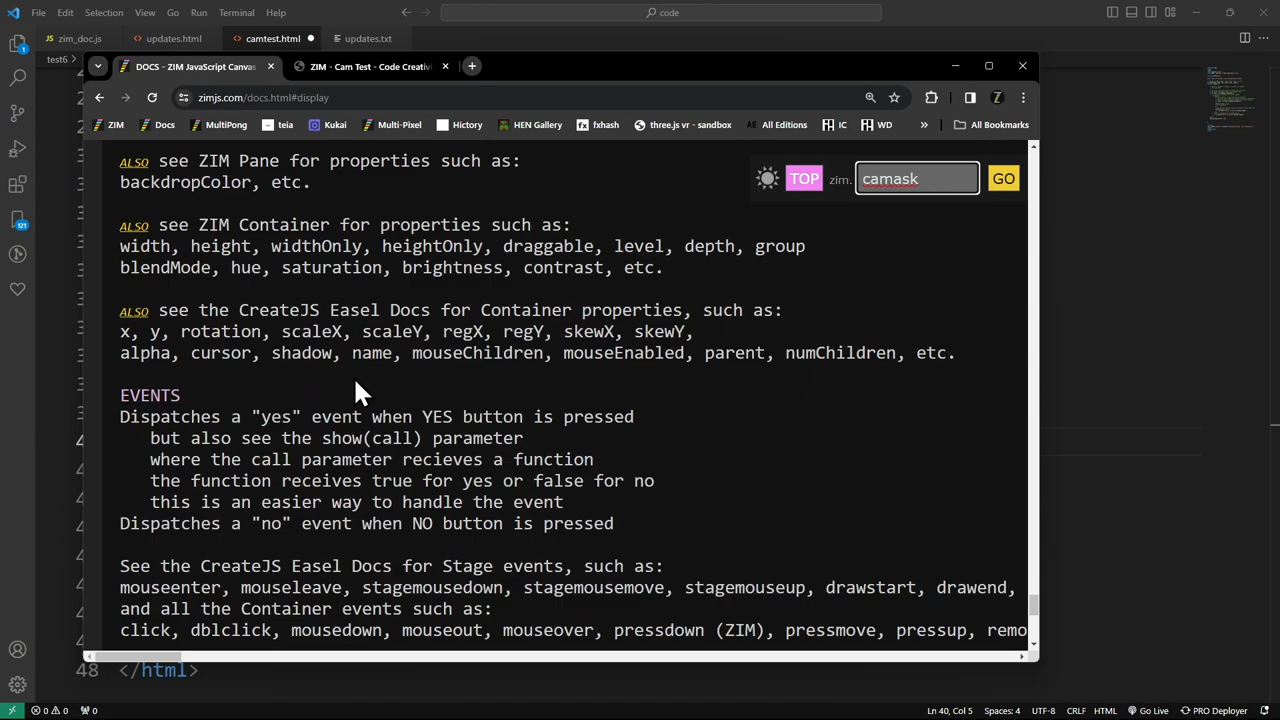 File Edit Selection View Go Run Terminal Help
code
zim_doc.js updates.html camtest.html updates.txt
test6
DOCS - ZIM JavaScript Canvas
ZIM - Cam Test - Code Creativ
zimjs.com/docs.html#display
ZIM Docs MultiPong teia Kukai Multi-Pixel Hictory HEN Gallery fxhash three.js vr - sandbox All Editions IC WD » All Bookmarks
TOP zim. camask GO
ALSO see ZIM Pane for properties such as:
backdropColor, etc.
ALSO see ZIM Container for properties such as:
width, height, widthOnly, heightOnly, draggable, level, depth, group
blendMode, hue, saturation, brightness, contrast, etc.
ALSO see the CreateJS Easel Docs for Container properties, such as:
x, y, rotation, scaleX, scaleY, regX, regY, skewX, skewY,
alpha, cursor, shadow, name, mouseChildren, mouseEnabled, parent, numChildren, etc.
EVENTS
Dispatches a "yes" event when YES button is pressed
but also see the show(call) parameter
where the call parameter recieves a function
the function receives true for yes or false for no
this is an easier way to handle the event
Dispatches a "no" event when NO button is pressed
See the CreateJS Easel Docs for Stage events, such as:
mouseenter, mouseleave, stagemousedown, stagemousemove, stagemouseup, drawstart, drawend,
and all the Container events such as:
click, dblclick, mousedown, mouseout, mouseover, pressdown (ZIM), pressmove, pressup, remo
48 </html>
0 0 0
Ln 40, Col 5 Spaces: 4 UTF-8 CRLF HTML Go Live PRO Deployer